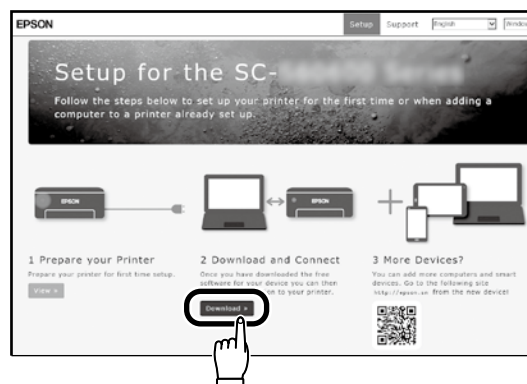 EPSON
Setup Support English Window
Setup for the SC-
Follow the steps below to set up your printer for the first time or when adding a
computer to a printer already set up.
EPSON
EPSON
1 Prepare your Printer
Prepare your printer for first time setup.
View »
2 Download and Connect
Once you have downloaded the free
software for your device you can then
on to your printer.
Download »
3 More Devices?
You can add more computers and smart
devices. Go to the following site
http://epson.sn from the new device!